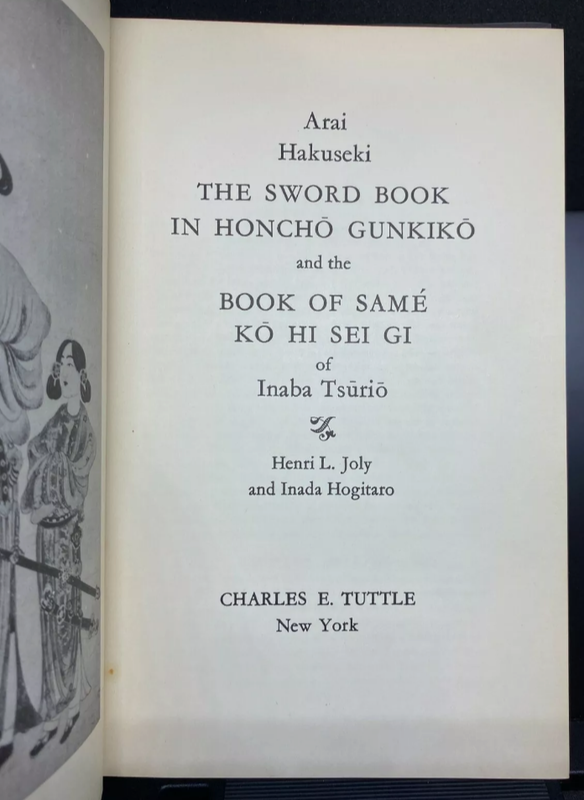 Arai
Hakuseki
THE SWORD BOOK
IN HONCHŌ GUNKIKŌ
and the
BOOK OF SAMÉ
KŌ HI SEI GI
of
Inaba Tsūriō
Henri L. Joly
and Inada Hogitaro
CHARLES E. TUTTLE
New York